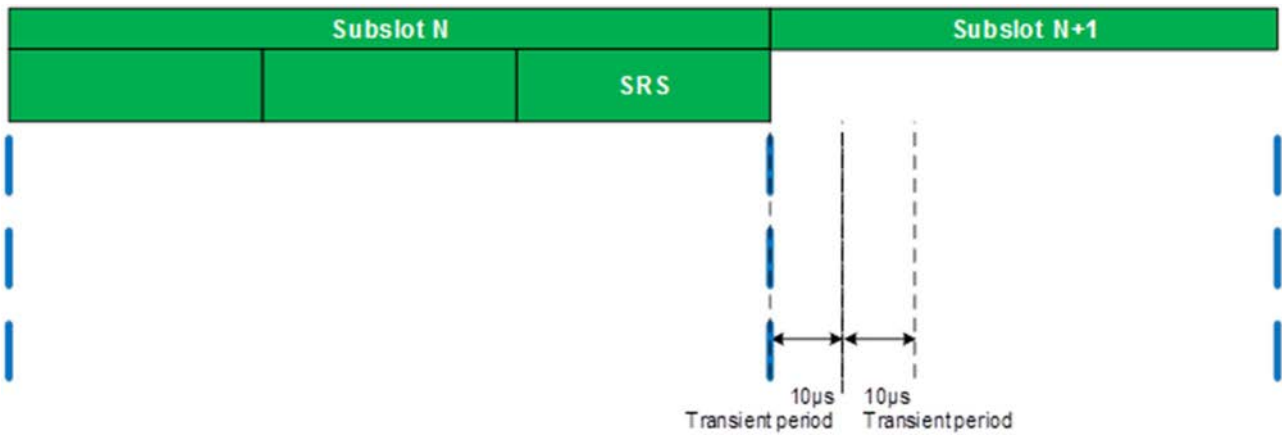 Subslot N
Subslot N+1
SRS
10µs
10µs
Transient period
Transient period